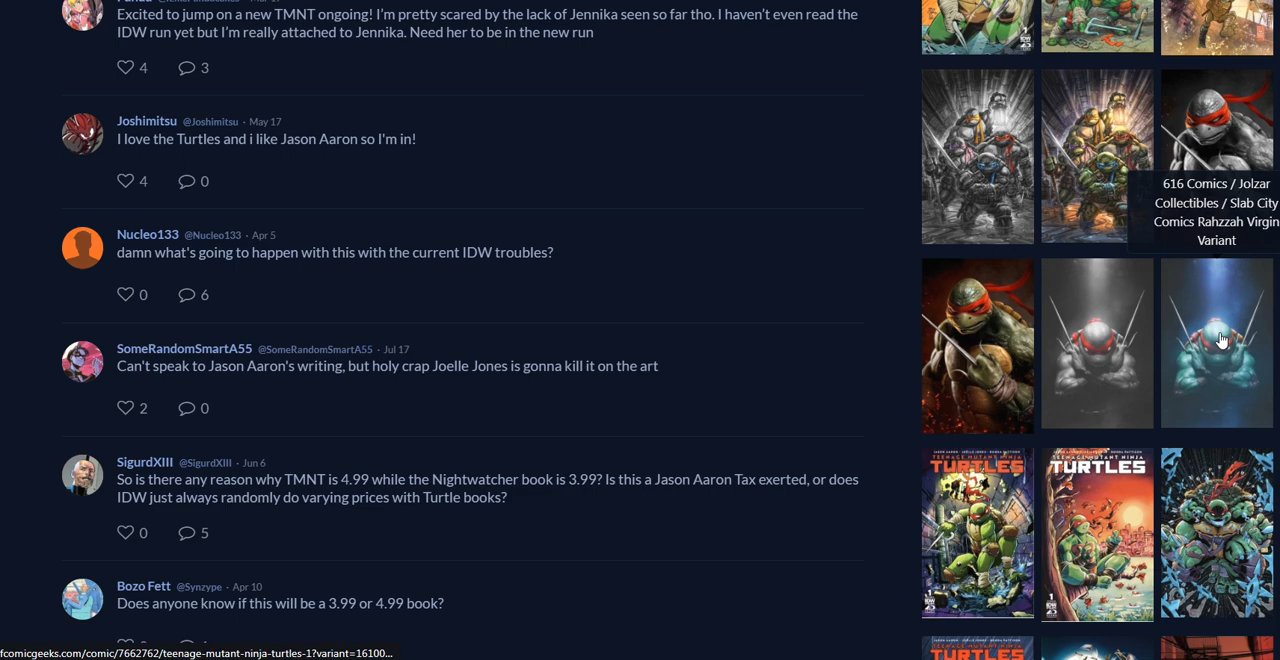 Excited to jump on a new TMNT ongoing! I'm pretty scared by the lack of Jennika seen so far tho. I haven't even read the
IDW run yet but I'm really attached to Jennika. Need her to be in the new run
4 3
Joshimitsu @Joshimitsu · May 17
I love the Turtles and i like Jason Aaron so I'm in!
4 0
Nucleo133 @Nucleo133 · Apr 5
damn what's going to happen with this with the current IDW troubles?
0 6
SomeRandomSmartA55 @SomeRandomSmartA55 · Jul 17
Can't speak to Jason Aaron's writing, but holy crap Joelle Jones is gonna kill it on the art
2 0
SigurdXIII @SigurdXIII · Jun 6
So is there any reason why TMNT is 4.99 while the Nightwatcher book is 3.99? Is this a Jason Aaron Tax exerted, or does
IDW just always randomly do varying prices with Turtle books?
0 5
Bozo Fett @Synzype · Apr 10
Does anyone know if this will be a 3.99 or 4.99 book?
fcomicgeeks.com/comic/7662762/teenage-mutant-ninja-turtles-1?variant=16100...
616 Comics / Jolzar
Collectibles / Slab City
Comics Rahzzah Virgin
Variant
TEENAGE MUTANT NINJA
TURTLES
TEENAGE MUTANT NINJA
TURTLES